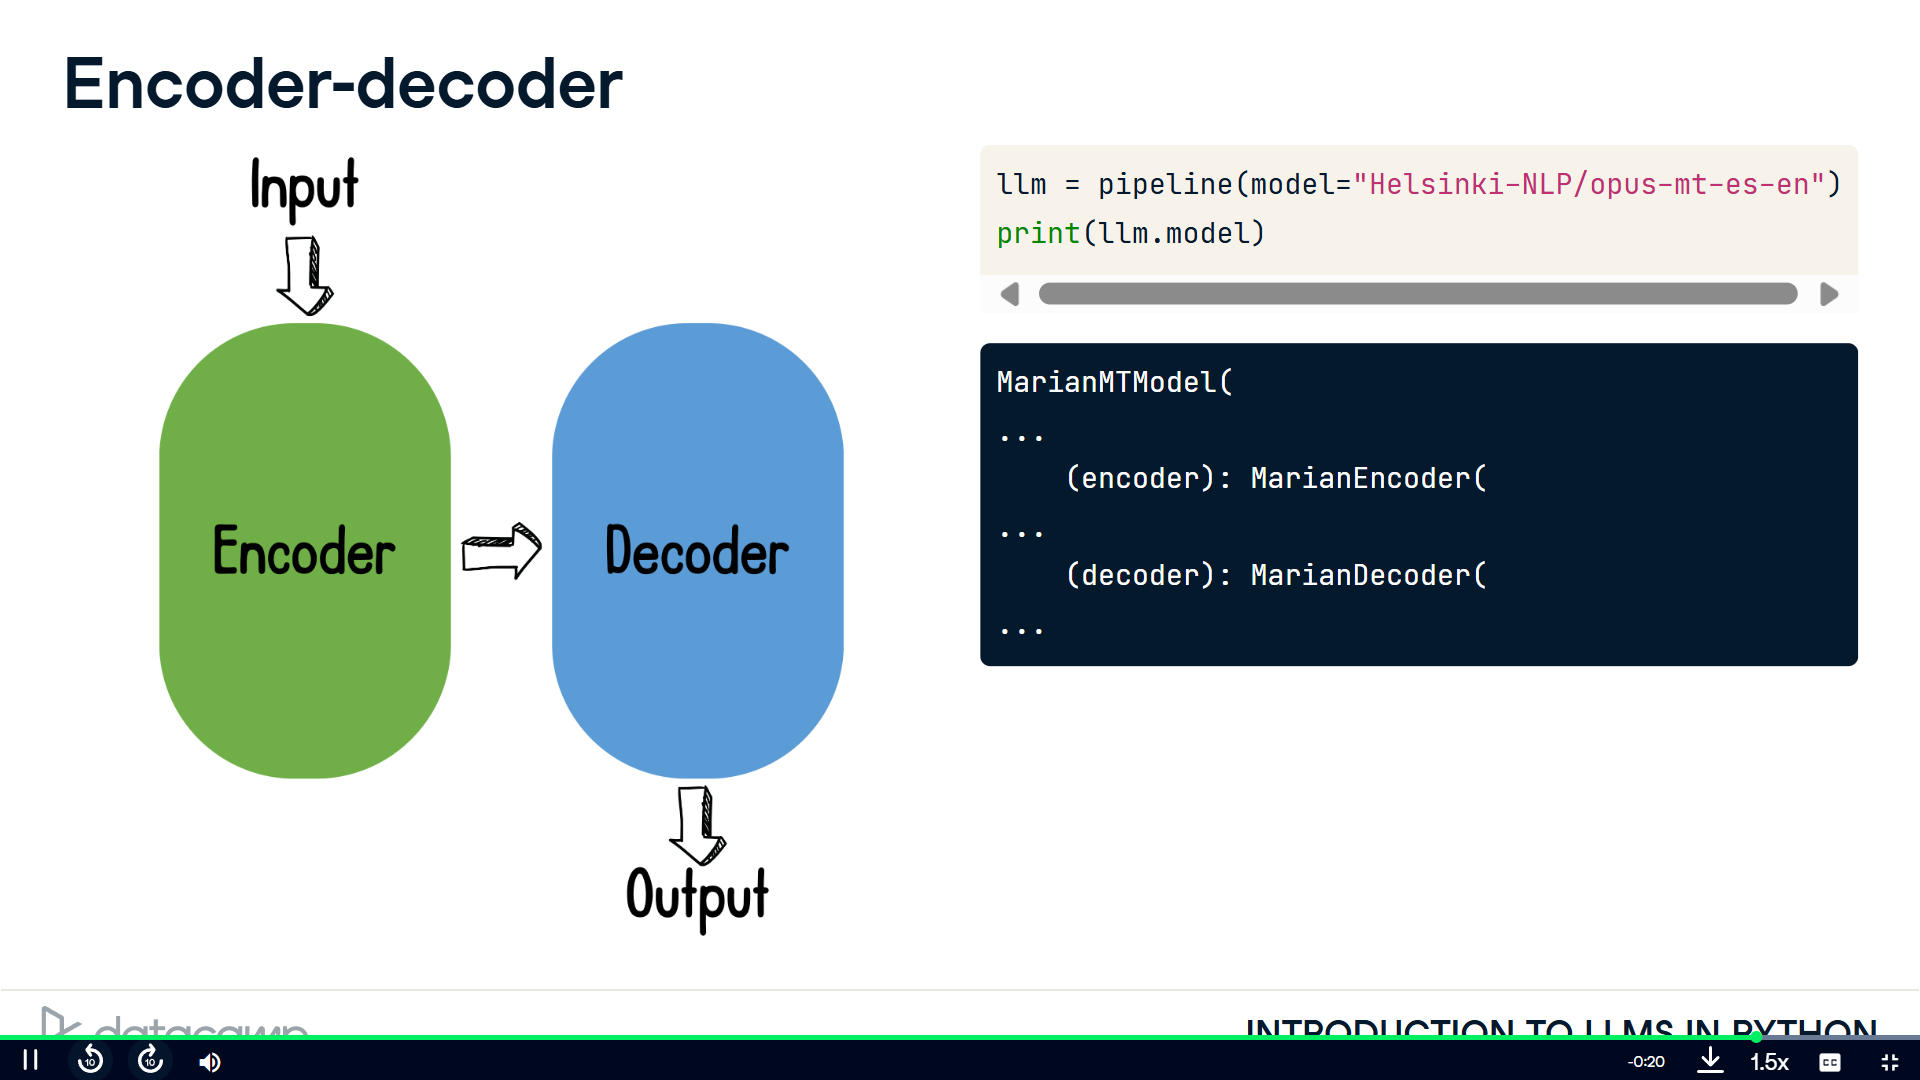 Encoder-decoder
Input
Encoder
Decoder
Output
llm = pipeline(model="Helsinki-NLP/opus-mt-es-en")
print(llm.model)
MarianMTModel(
...
    (encoder): MarianEncoder(
...
    (decoder): MarianDecoder(
...
datacamp
INTRODUCTION TO LLMS IN PYTHON
10
10
-0:20
1.5x
CC